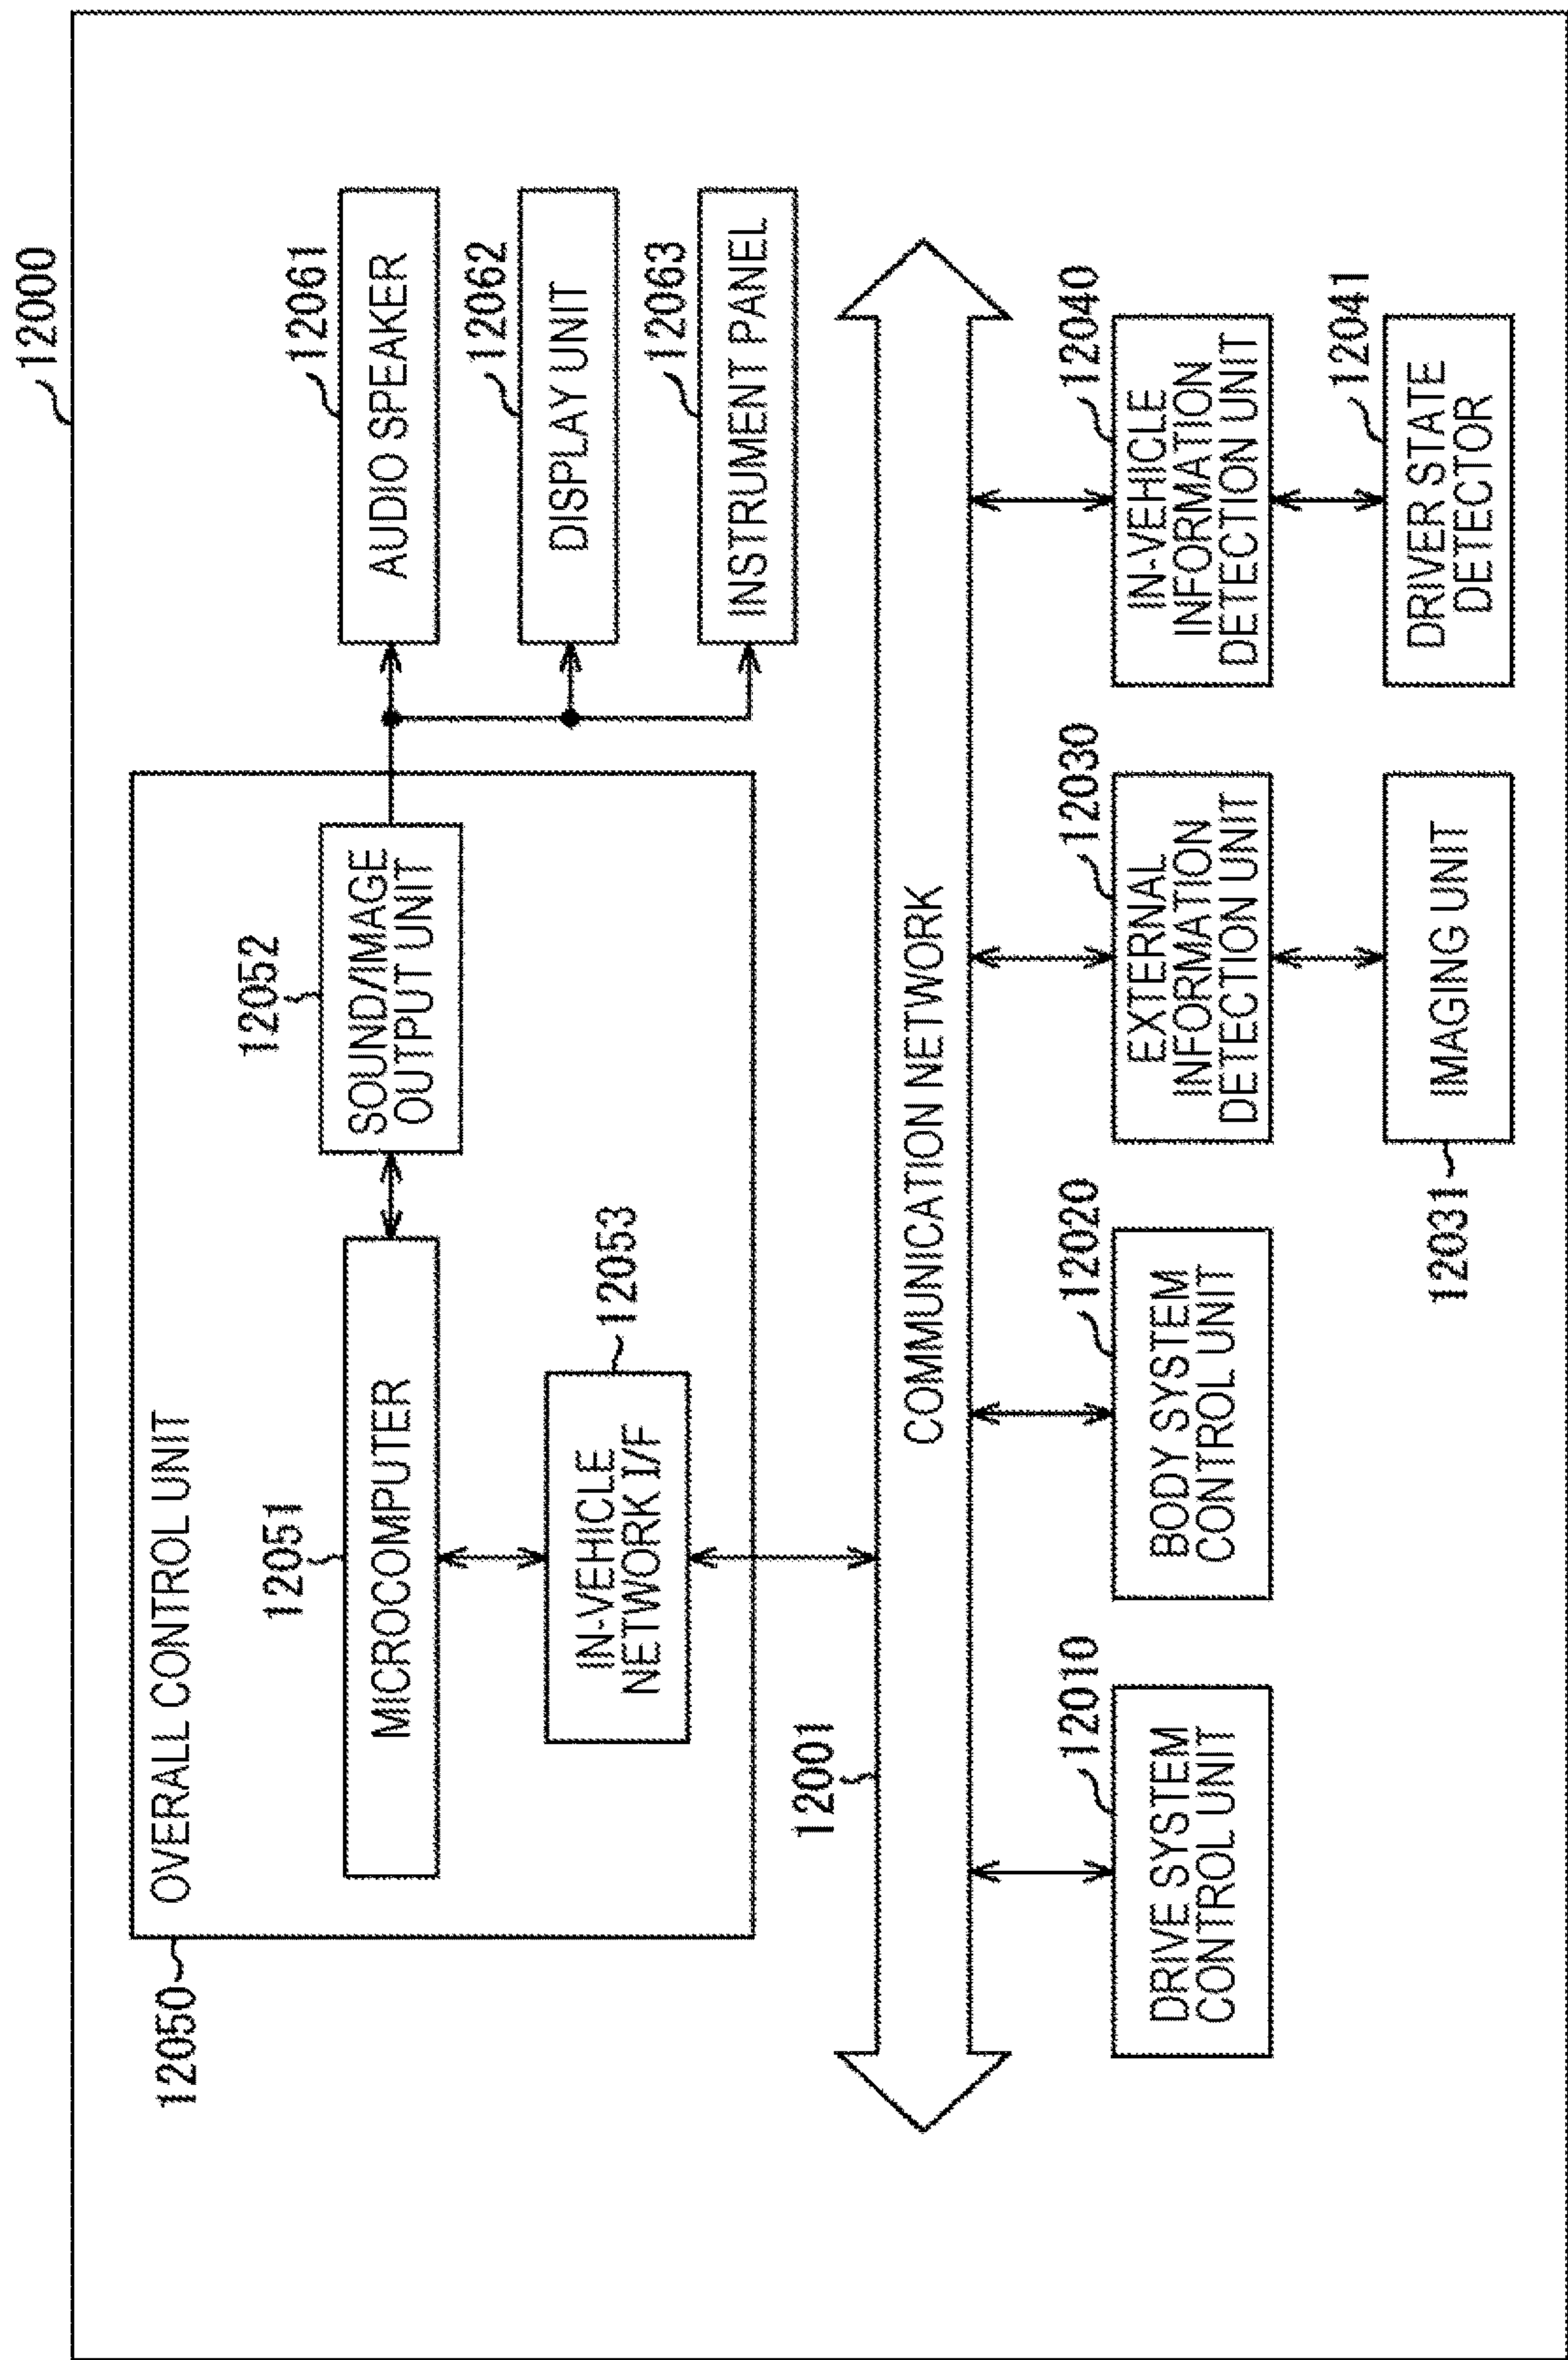 12000
12050
OVERALL CONTROL UNIT
12051
MICROCOMPUTER
12052
SOUND/IMAGE
OUTPUT UNIT
12053
IN-VEHICLE
NETWORK I/F
12061
AUDIO SPEAKER
12062
DISPLAY UNIT
12063
INSTRUMENT PANEL
12001
COMMUNICATION NETWORK
12010
DRIVE SYSTEM
CONTROL UNIT
12020
BODY SYSTEM
CONTROL UNIT
12030
EXTERNAL
INFORMATION
DETECTION UNIT
12040
IN-VEHICLE
INFORMATION
DETECTION UNIT
12031
IMAGING UNIT
12041
DRIVER STATE
DETECTOR